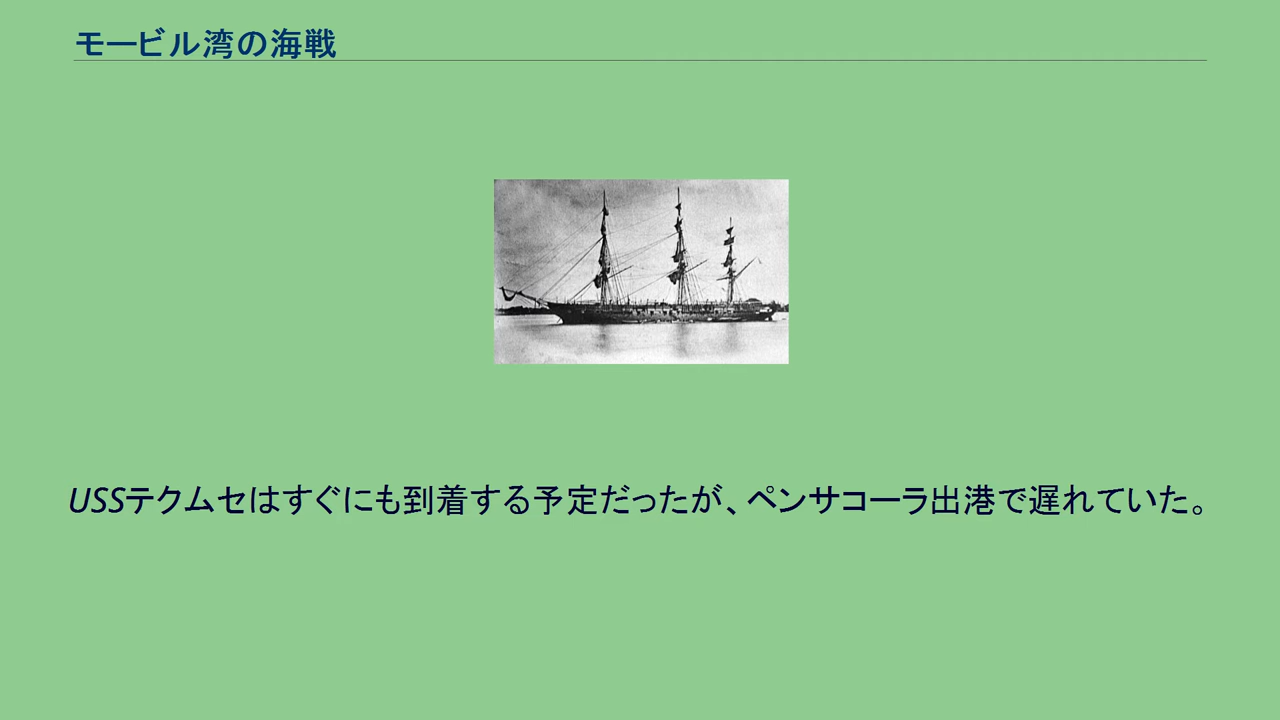 モービル湾の海戦
USSテクムセはすぐにも到着する予定だったが、ペンサコーラ出港で遅れていた。